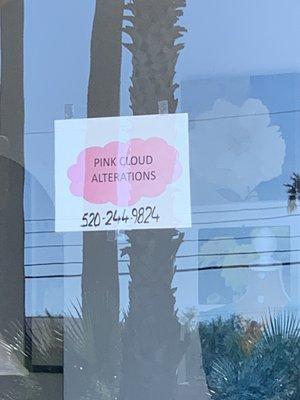 PINK CLOUD
ALTERATIONS
520-244-9824